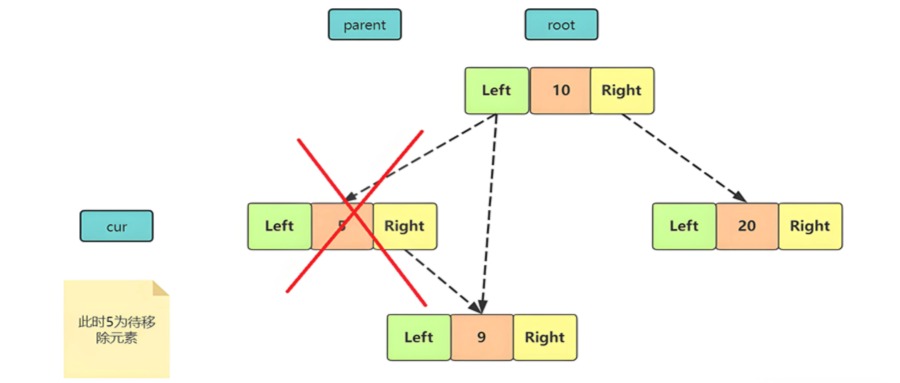 parent
root
Left 10 Right
cur
Left 5 Right
Left 20 Right
此时5为待移
除元素
Left 9 Right